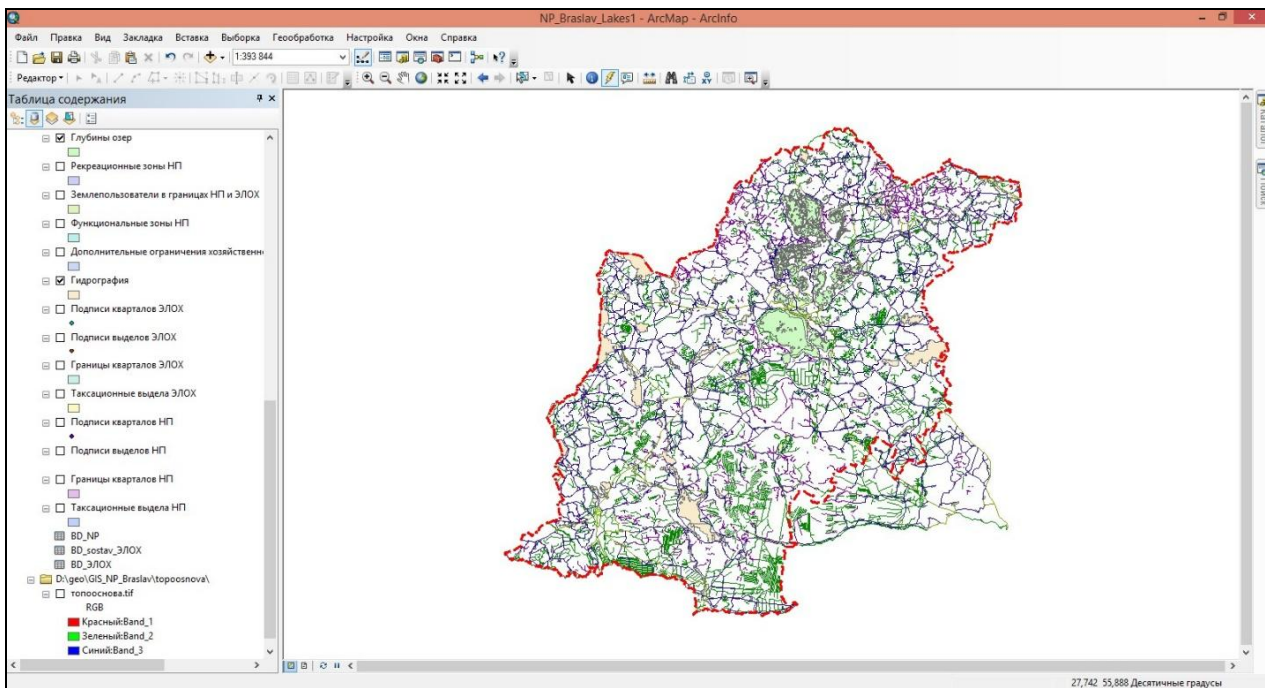 NP_Braslav_Lakes1 - ArcMap - ArcInfo
Файл Правка Вид Закладка Вставка Выборка Геообработка Настройка Окна Справка
1:393 844
Редактор
Таблица содержания
Глубины озер
Рекреационные зоны НП
Землепользователи в границах НП и ЭЛОХ
Функциональные зоны НП
Дополнительные ограничения хозяйственн
Гидрография
Подписи кварталов ЭЛОХ
Подписи выделов ЭЛОХ
Границы кварталов ЭЛОХ
Таксационные выдела ЭЛОХ
Подписи кварталов НП
Подписи выделов НП
Границы кварталов НП
Таксационные выдела НП
BD_NP
BD_sostav_ЭЛОХ
BD_ЭЛОХ
D:\geo\GIS_NP_Braslav\topoosnova\
топооснова.tif
RGB
Красный:Band_1
Зеленый:Band_2
Синий:Band_3
Каталог
Поиск
27,742 55,888 Десятичные градусы